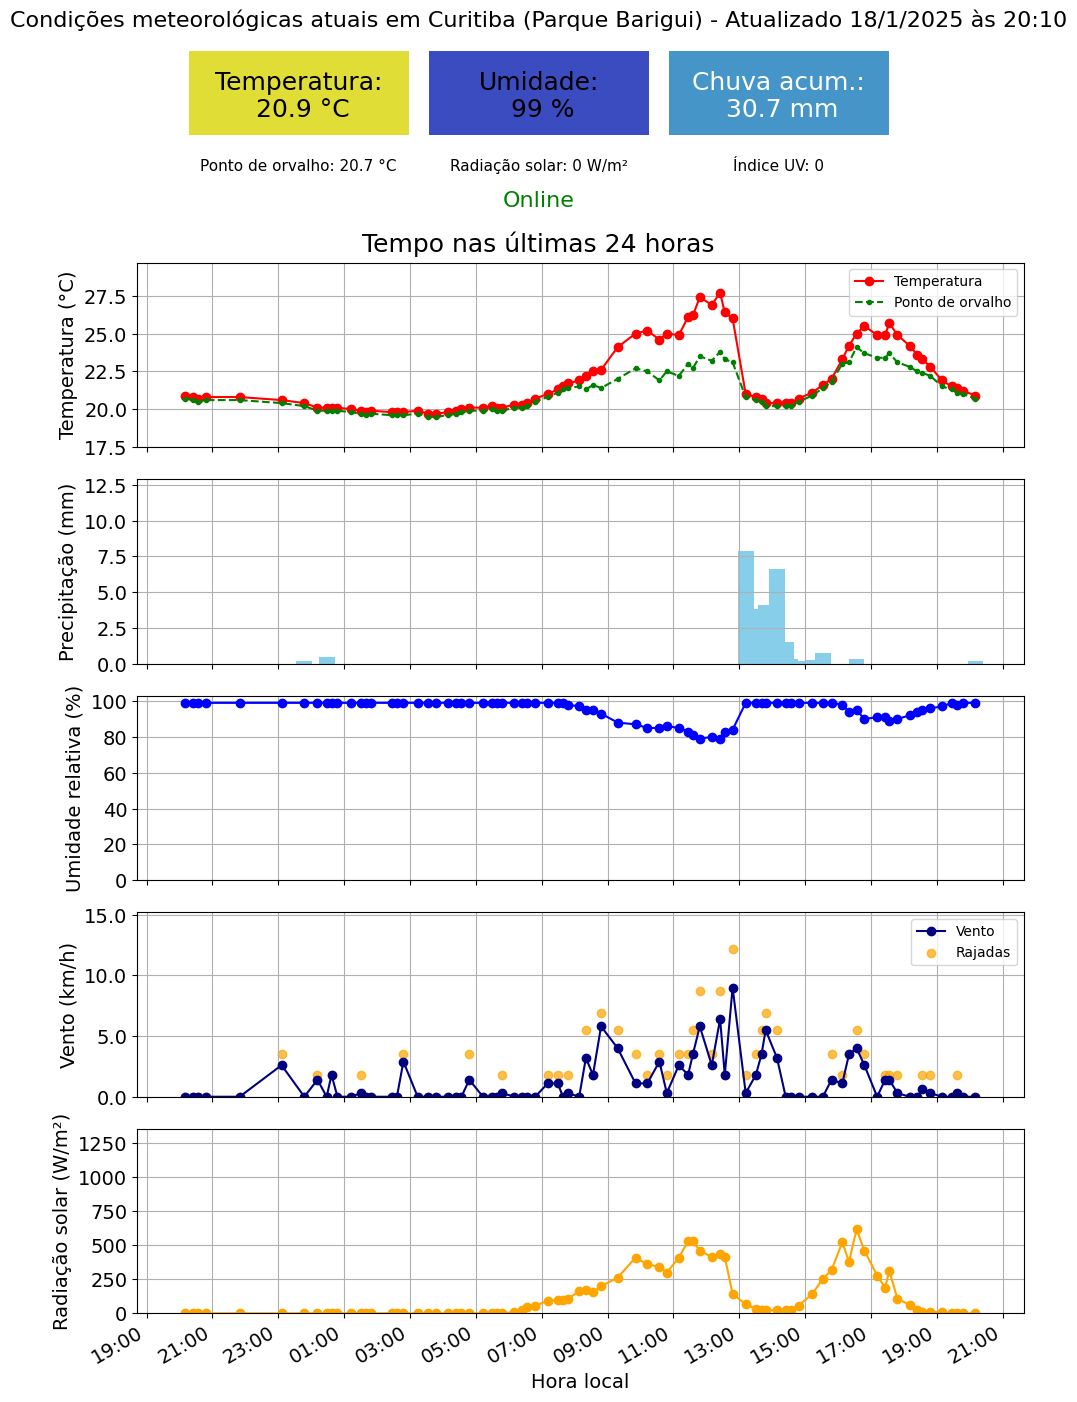 Condições meteorológicas atuais em Curitiba (Parque Barigui) - Atualizado 18/1/2025 às 20:10
Temperatura:
20.9 °C
Umidade:
99 %
Chuva acum.:
30.7 mm
Ponto de orvalho: 20.7 °C
Radiação solar: 0 W/m²
Índice UV: 0
Online
Tempo nas últimas 24 horas
Temperatura (°C)
27.5
25.0
22.5
20.0
17.5
Temperatura
Ponto de orvalho
Precipitação (mm)
12.5
10.0
7.5
5.0
2.5
0.0
Umidade relativa (%)
100
80
60
40
20
0
Vento (km/h)
15.0
10.0
5.0
0.0
Vento
Rajadas
Radiação solar (W/m²)
1250
1000
750
500
250
0
19:00
21:00
23:00
01:00
03:00
05:00
07:00
09:00
11:00
13:00
15:00
17:00
19:00
21:00
Hora local